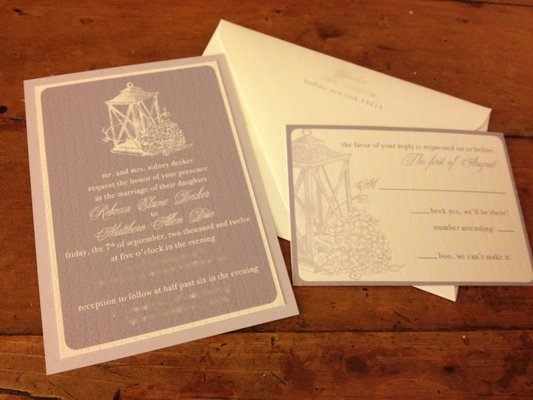 mr. and mrs. sidney decker
request the honor of your presence
at the marriage of their daughter
Rebecca Elaine Decker
to
Matthew Allen
friday, the 7th of september, two thousand and twelve
at five o'clock in the evening
reception to follow at half past six in the evening
Decker
buffalo, new york
the favor of your reply is requested on or before
The first of August
M
heck yes, we'll be there!
number attending:
boo, we can't make it.